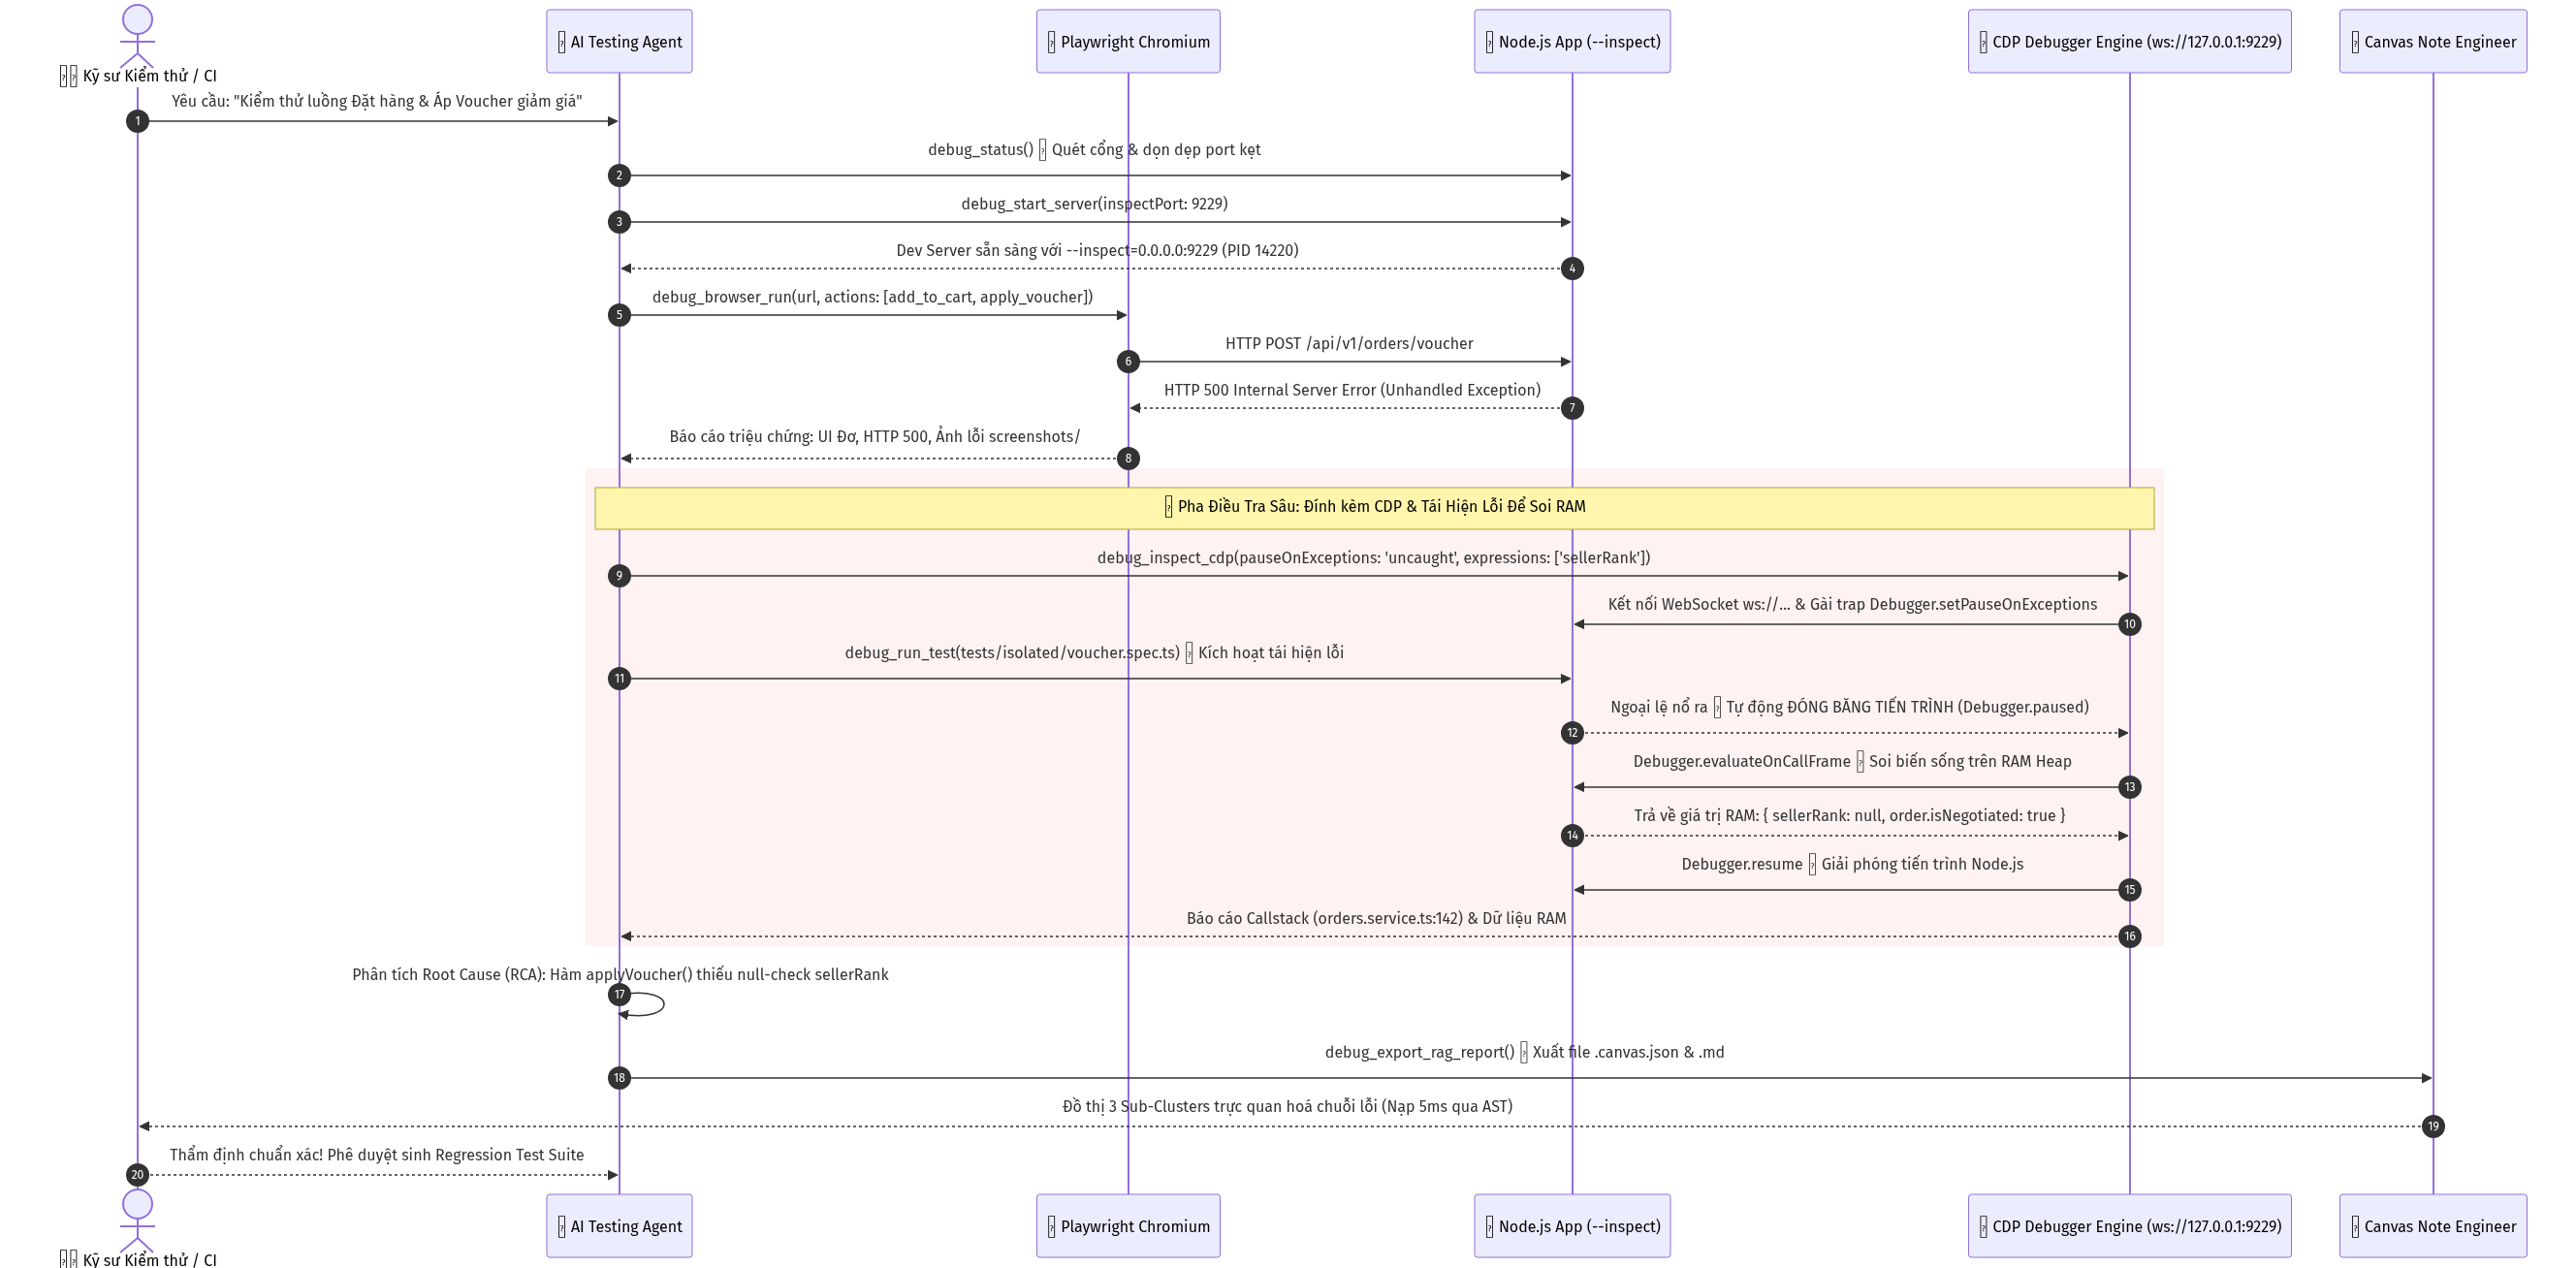 AI Testing Agent
Playwright Chromium
Node.js App (--inspect)
CDP Debugger Engine (ws://127.0.0.1:9229)
Canvas Note Engineer
Kỹ sư Kiểm thử / CI
Yêu cầu: "Kiểm thử luồng Đặt hàng & Áp Voucher giảm giá"
1
debug_status() Quét cổng & dọn dẹp port kẹt
2
debug_start_server(inspectPort: 9229)
3
Dev Server sẵn sàng với --inspect=0.0.0.0:9229 (PID 14220)
4
debug_browser_run(url, actions: [add_to_cart, apply_voucher])
5
HTTP POST /api/v1/orders/voucher
6
HTTP 500 Internal Server Error (Unhandled Exception)
7
Báo cáo triệu chứng: UI Đơ, HTTP 500, Ảnh lỗi screenshots/
8
Pha Điều Tra Sâu: Đính kèm CDP & Tái Hiện Lỗi Để Soi RAM
debug_inspect_cdp(pauseOnExceptions: 'uncaught', expressions: ['sellerRank'])
9
Kết nối WebSocket ws://... & Gài trap Debugger.setPauseOnExceptions
10
debug_run_test(tests/isolated/voucher.spec.ts) Kích hoạt tái hiện lỗi
11
Ngoại lệ nổ ra Tự động ĐÓNG BĂNG TIẾN TRÌNH (Debugger.paused)
12
Debugger.evaluateOnCallFrame Soi biến sống trên RAM Heap
13
Trả về giá trị RAM: { sellerRank: null, order.isNegotiated: true }
14
Debugger.resume Giải phóng tiến trình Node.js
15
Báo cáo Callstack (orders.service.ts:142) & Dữ liệu RAM
16
Phân tích Root Cause (RCA): Hàm applyVoucher() thiếu null-check sellerRank
17
debug_export_rag_report() Xuất file .canvas.json & .md
18
Đồ thị 3 Sub-Clusters trực quan hoá chuỗi lỗi (Nạp 5ms qua AST)
19
Thẩm định chuẩn xác! Phê duyệt sinh Regression Test Suite
20
AI Testing Agent
Playwright Chromium
Node.js App (--inspect)
CDP Debugger Engine (ws://127.0.0.1:9229)
Canvas Note Engineer
Kỹ sư Kiểm thử / CI